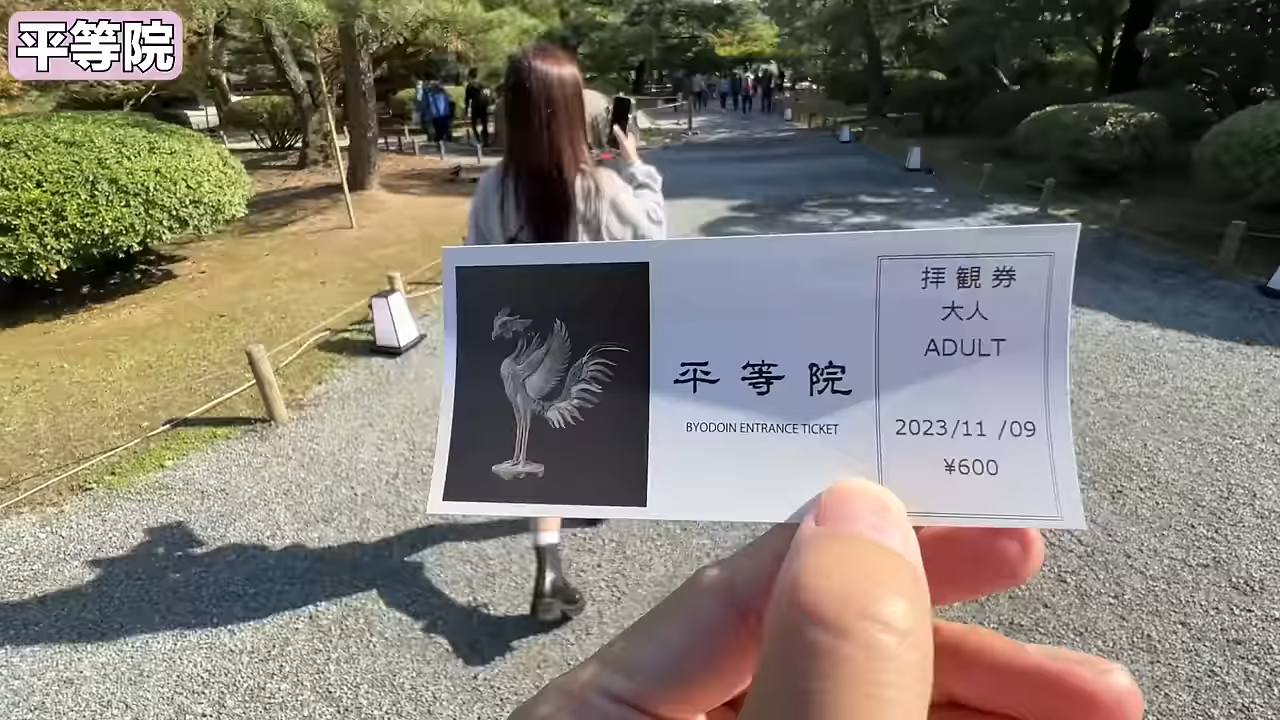 平等院
平等院
BYODOIN ENTRANCE TICKET
拝観券
大人
ADULT
2023/11 /09
¥600